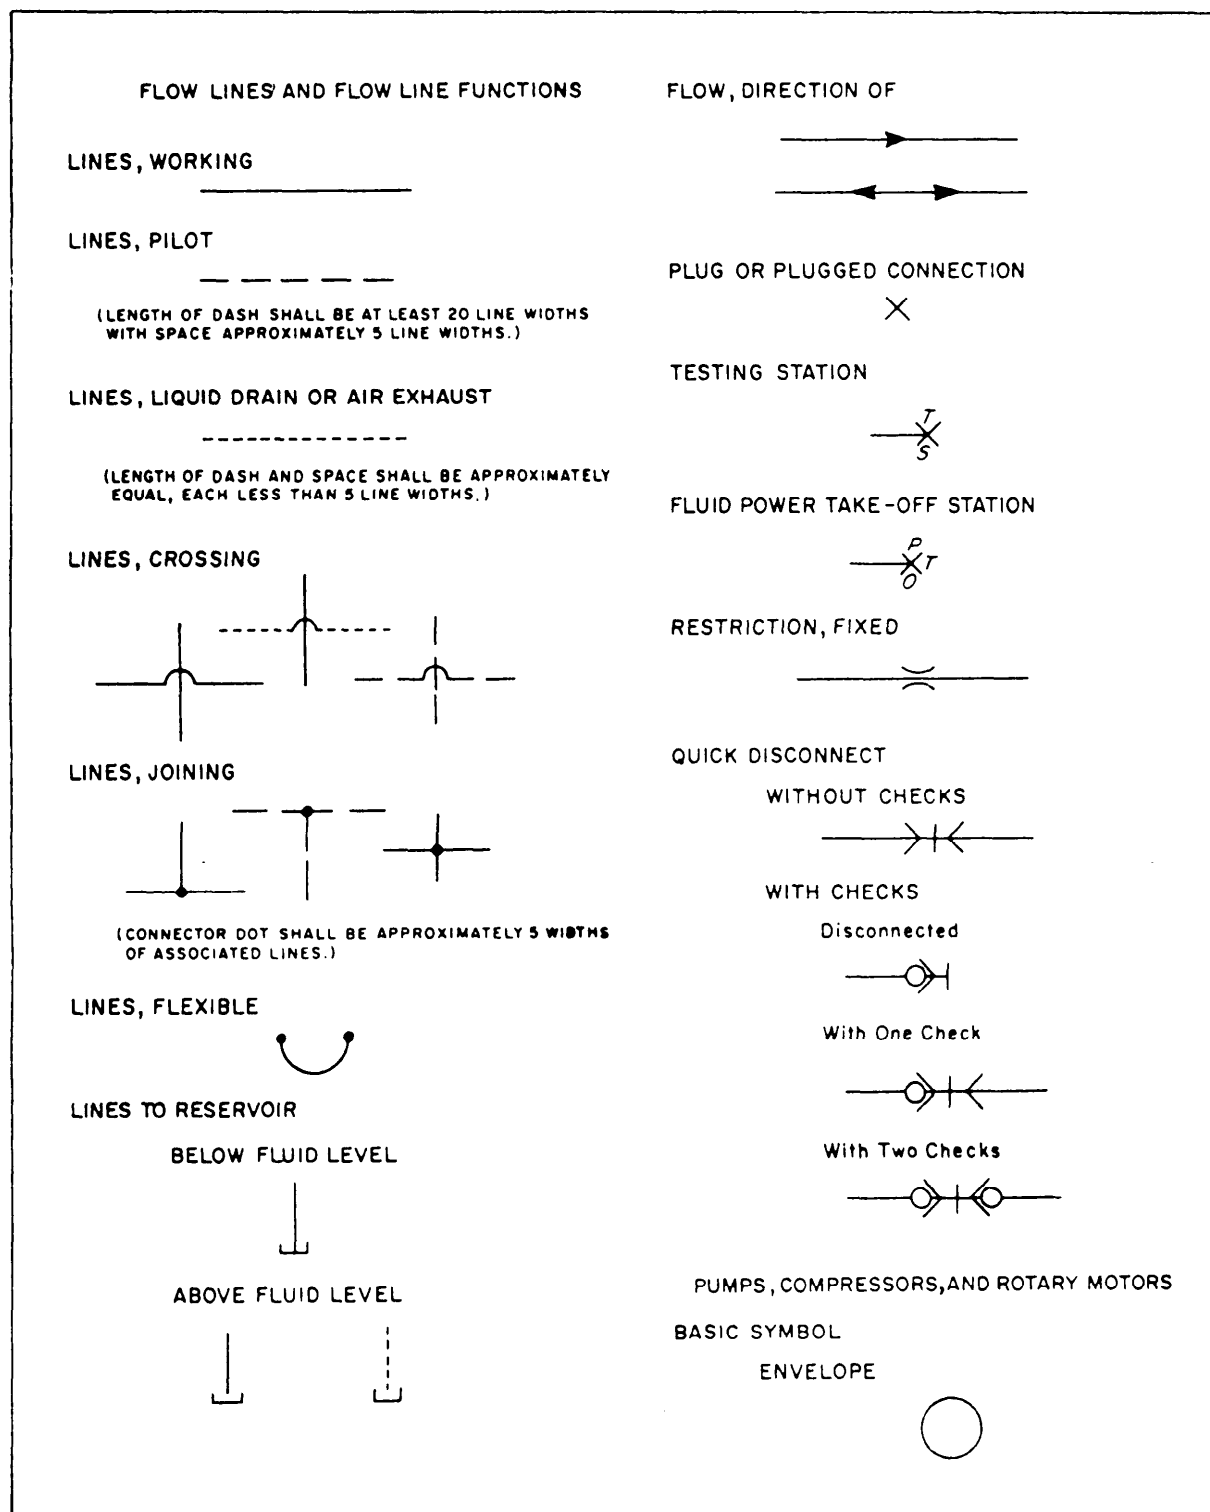 FLOW LINES AND FLOW LINE FUNCTIONS
LINES, WORKING
LINES, PILOT
(LENGTH OF DASH SHALL BE AT LEAST 20 LINE WIDTHS
WITH SPACE APPROXIMATELY 5 LINE WIDTHS.)
LINES, LIQUID DRAIN OR AIR EXHAUST
(LENGTH OF DASH AND SPACE SHALL BE APPROXIMATELY
EQUAL, EACH LESS THAN 5 LINE WIDTHS.)
LINES, CROSSING
LINES, JOINING
(CONNECTOR DOT SHALL BE APPROXIMATELY 5 WIDTHS
OF ASSOCIATED LINES.)
LINES, FLEXIBLE
LINES TO RESERVOIR
BELOW FLUID LEVEL
ABOVE FLUID LEVEL
FLOW, DIRECTION OF
PLUG OR PLUGGED CONNECTION
TESTING STATION
T
S
FLUID POWER TAKE-OFF STATION
P
T
O
RESTRICTION, FIXED
QUICK DISCONNECT
WITHOUT CHECKS
WITH CHECKS
Disconnected
With One Check
With Two Checks
PUMPS, COMPRESSORS, AND ROTARY MOTORS
BASIC SYMBOL
ENVELOPE